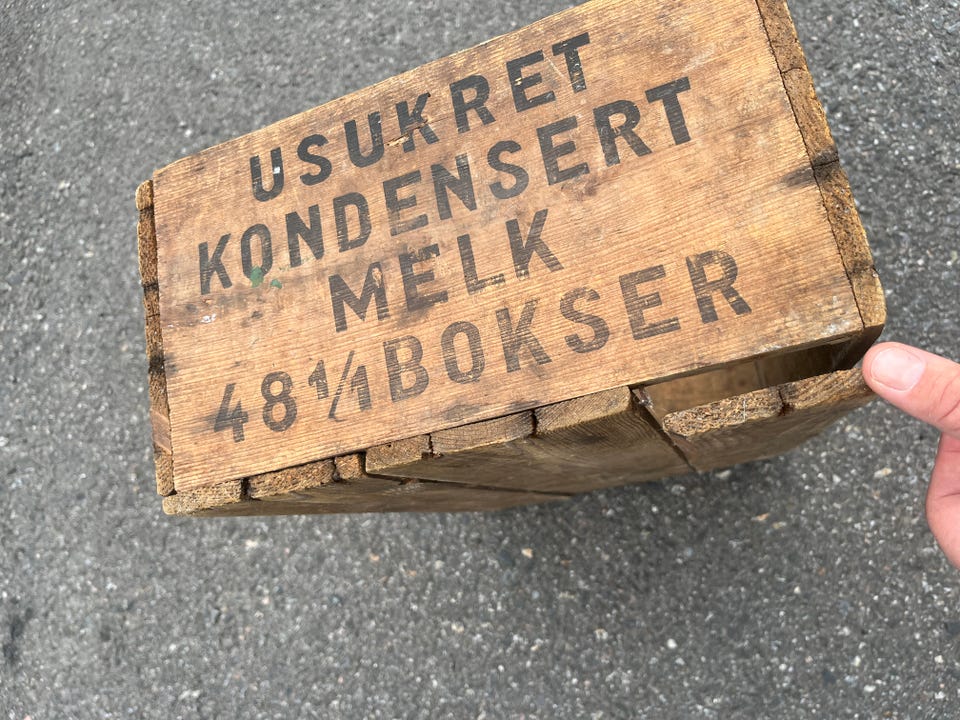 USUKRET
KONDENSERT
MELK
48 1/1 BOKSER